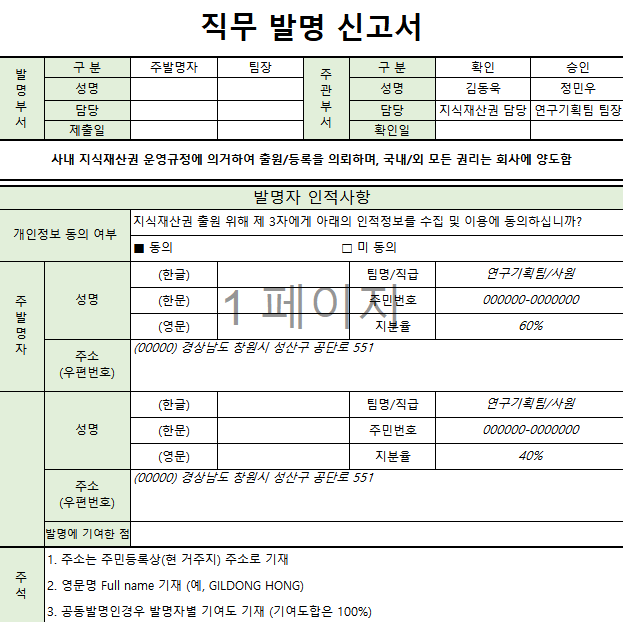 직무 발명 신고서
발명부서 구 분 주발명자 팀장 주관부서 구 분 확인 승인
성명 성명 김동욱 정민우
담당 담당 지식재산권 담당 연구기획팀 팀장
제출일 확인일
사내 지식재산권 운영규정에 의거하여 출원/등록을 의뢰하며, 국내/외 모든 권리는 회사에 양도함
발명자 인적사항
개인정보 동의 여부 지식재산권 출원 위해 제 3자에게 아래의 인적정보를 수집 및 이용에 동의하십니까?
■ 동의 □ 미 동의
주발명자 성명 (한글) 팀명/직급 연구기획팀/사원
(한문) 주민번호 000000-0000000
(영문) 지분율 60%
1 페이지
주소 (00000) 경상남도 창원시 성산구 공단로 551
(우편번호)
성명 (한글) 팀명/직급 연구기획팀/사원
(한문) 주민번호 000000-0000000
(영문) 지분율 40%
주소 (00000) 경상남도 창원시 성산구 공단로 551
(우편번호)
발명에 기여한 점
주석 1. 주소는 주민등록상(현 거주지) 주소로 기재
2. 영문명 Full name 기재 (예, GILDONG HONG)
3. 공동발명인경우 발명자별 기여도 기재 (기여도합은 100%)